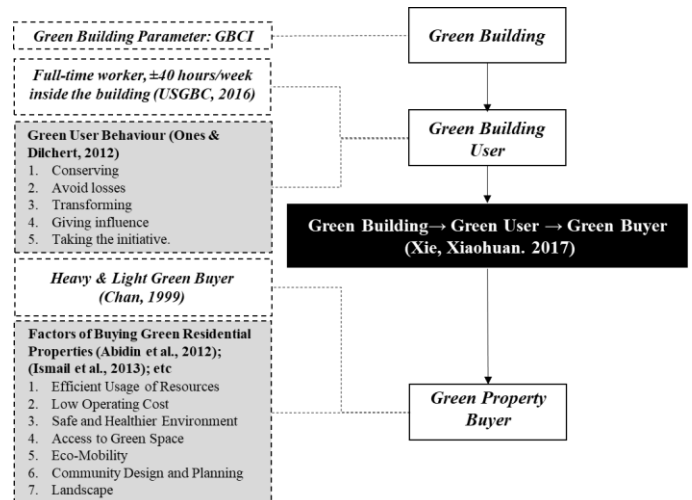 Green Building Parameter: GBCI
Green Building
Full-time worker, ±40 hours/week
inside the building (USGBC, 2016)
Green Building
User
Green User Behaviour (Ones &
Dilchert, 2012)
1. Conserving
2. Avoid losses
3. Transforming
4. Giving influence
5. Taking the initiative.
Green Building→ Green User → Green Buyer
(Xie, Xiaohuan. 2017)
Heavy & Light Green Buyer
(Chan, 1999)
Factors of Buying Green Residential
Properties (Abidin et al., 2012);
(Ismail et al., 2013); etc
1. Efficient Usage of Resources
2. Low Operating Cost
3. Safe and Healthier Environment
4. Access to Green Space
5. Eco-Mobility
6. Community Design and Planning
7. Landscape
Green Property
Buyer